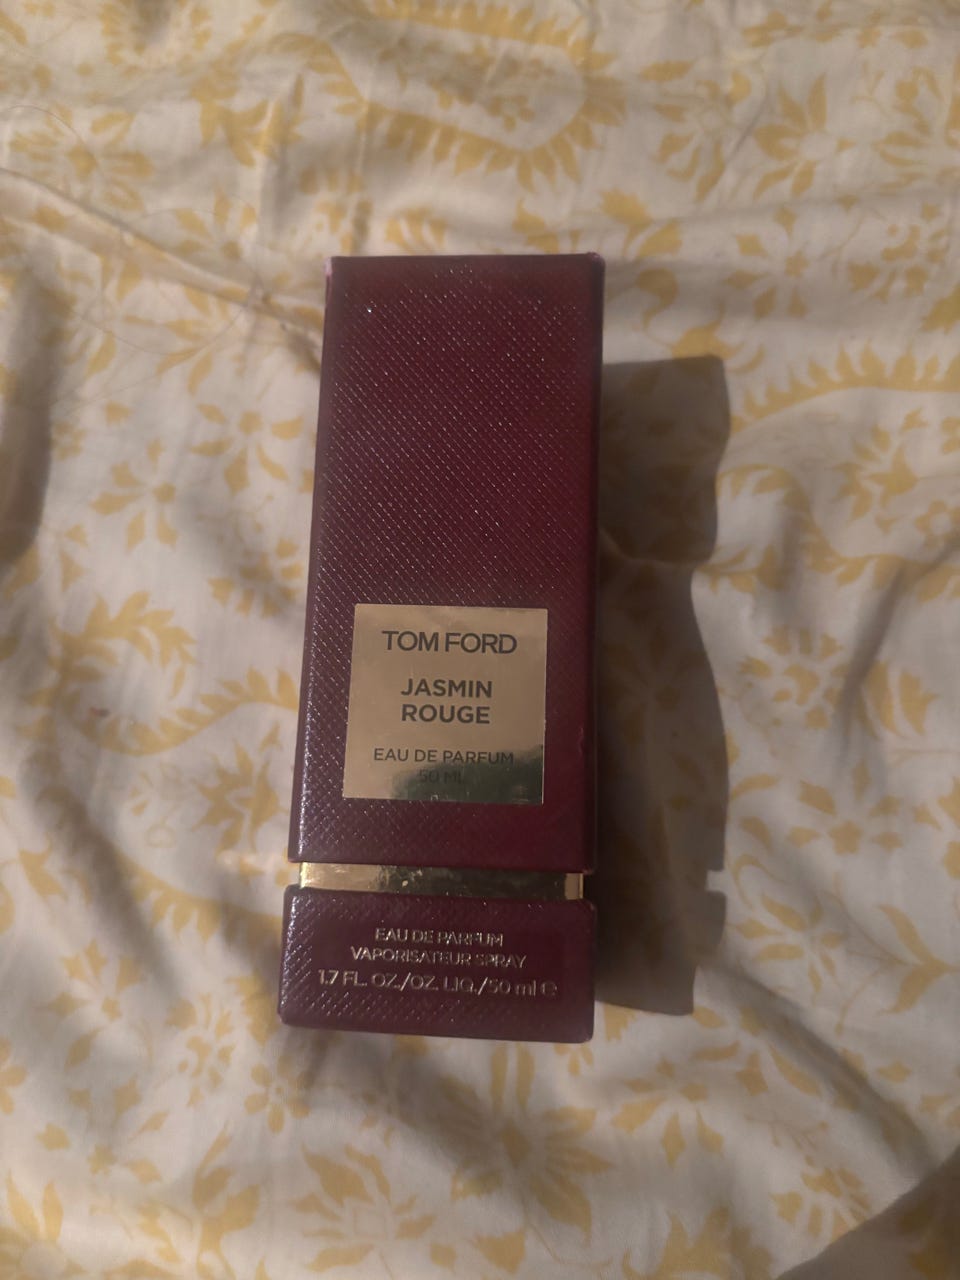 TOM FORD
JASMIN
ROUGE
EAU DE PARFUM
50 ML
EAU DE PARFUM
VAPORISATEUR SPRAY
1.7 FL. OZ./OZ. LIQ./50 ml ℮